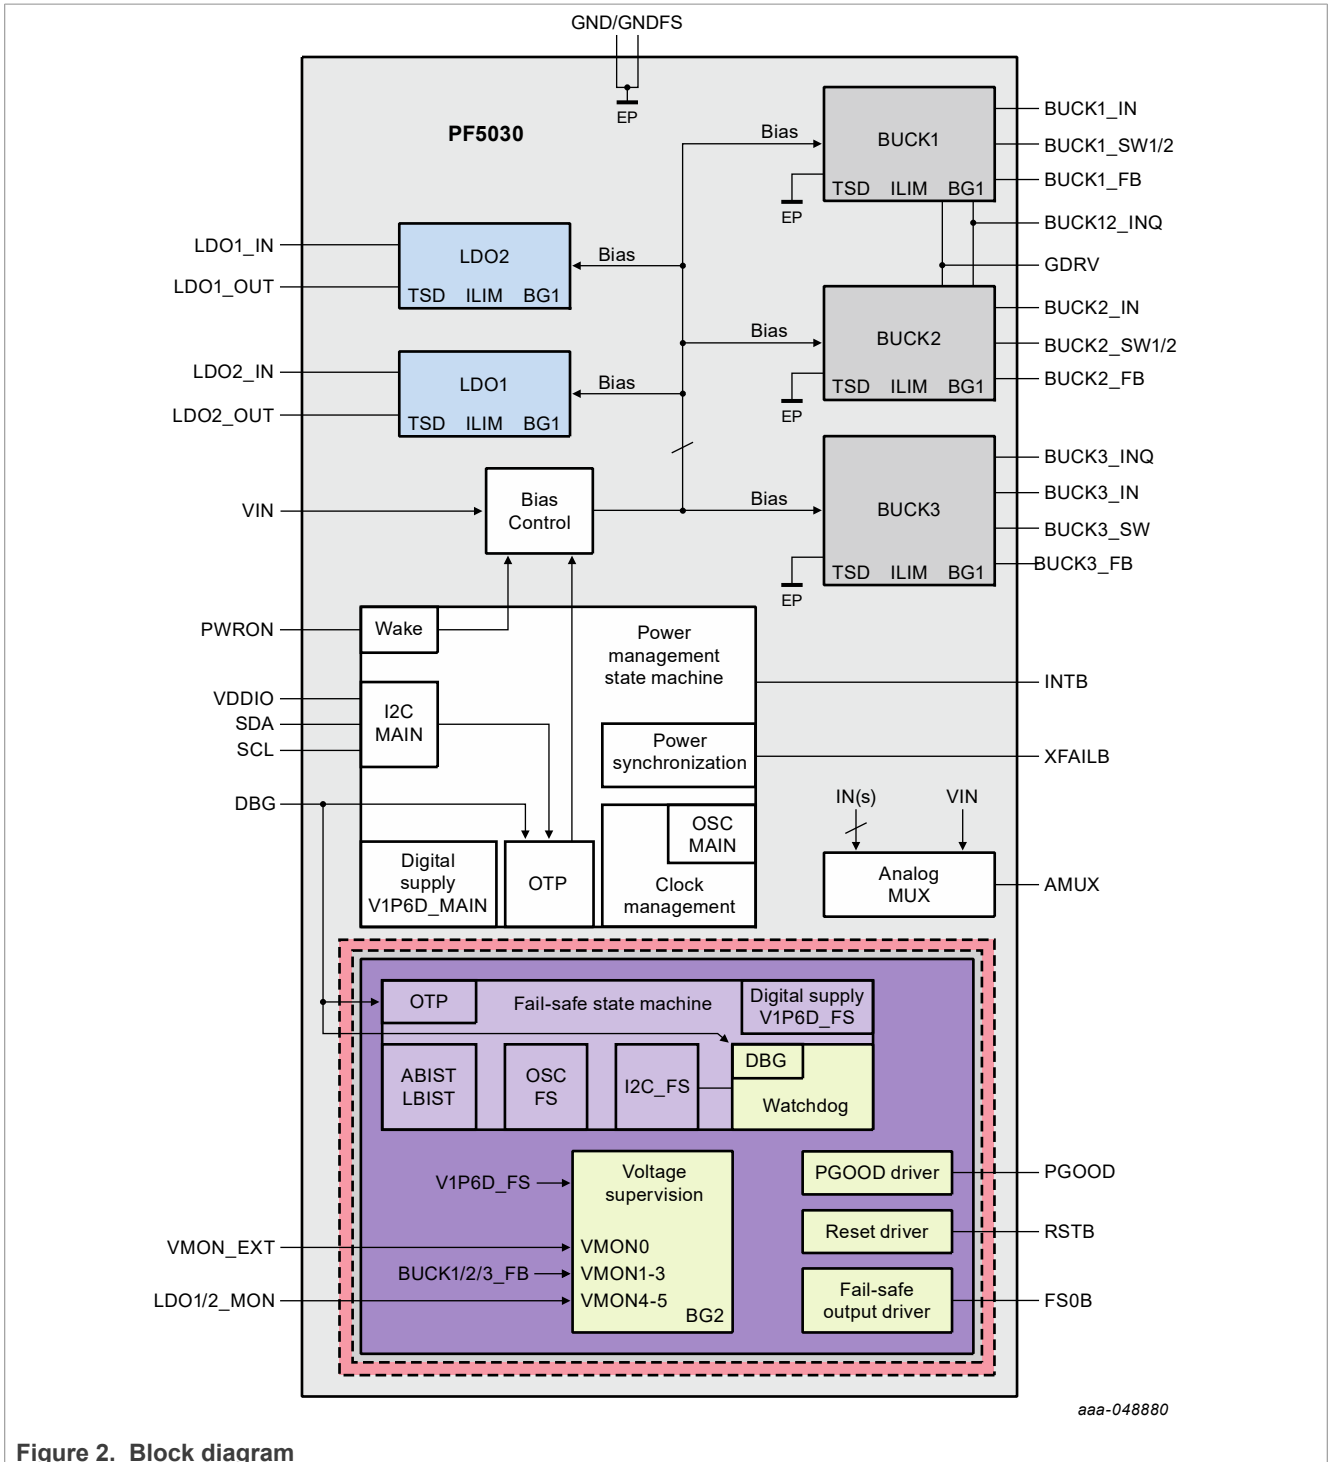 GND/GNDFS
EP
PF5030
Bias
BUCK1
TSD ILIM BG1
EP
BUCK1_IN
BUCK1_SW1/2
BUCK1_FB
BUCK12_INQ
GDRV
LDO1_IN
LDO1_OUT
LDO2
TSD ILIM BG1
Bias
Bias
BUCK2
TSD ILIM BG1
EP
BUCK2_IN
BUCK2_SW1/2
BUCK2_FB
LDO2_IN
LDO2_OUT
LDO1
TSD ILIM BG1
Bias
VIN
Bias
Control
Bias
BUCK3
TSD ILIM BG1
EP
BUCK3_INQ
BUCK3_IN
BUCK3_SW
BUCK3_FB
PWRON
Wake
Power
management
state machine
INTB
VDDIO
SDA
SCL
I2C
MAIN
Power
synchronization
XFAILB
DBG
OSC
MAIN
Clock
management
Digital
supply
V1P6D_MAIN
OTP
IN(s)
VIN
Analog
MUX
AMUX
OTP
Fail-safe state machine
Digital supply
V1P6D_FS
ABIST
LBIST
OSC
FS
I2C_FS
DBG
Watchdog
V1P6D_FS
Voltage
supervision
VMON_EXT
VMON0
BUCK1/2/3_FB
VMON1-3
LDO1/2_MON
VMON4-5
BG2
PGOOD driver
PGOOD
Reset driver
RSTB
Fail-safe
output driver
FS0B
aaa-048880
Figure 2. Block diagram